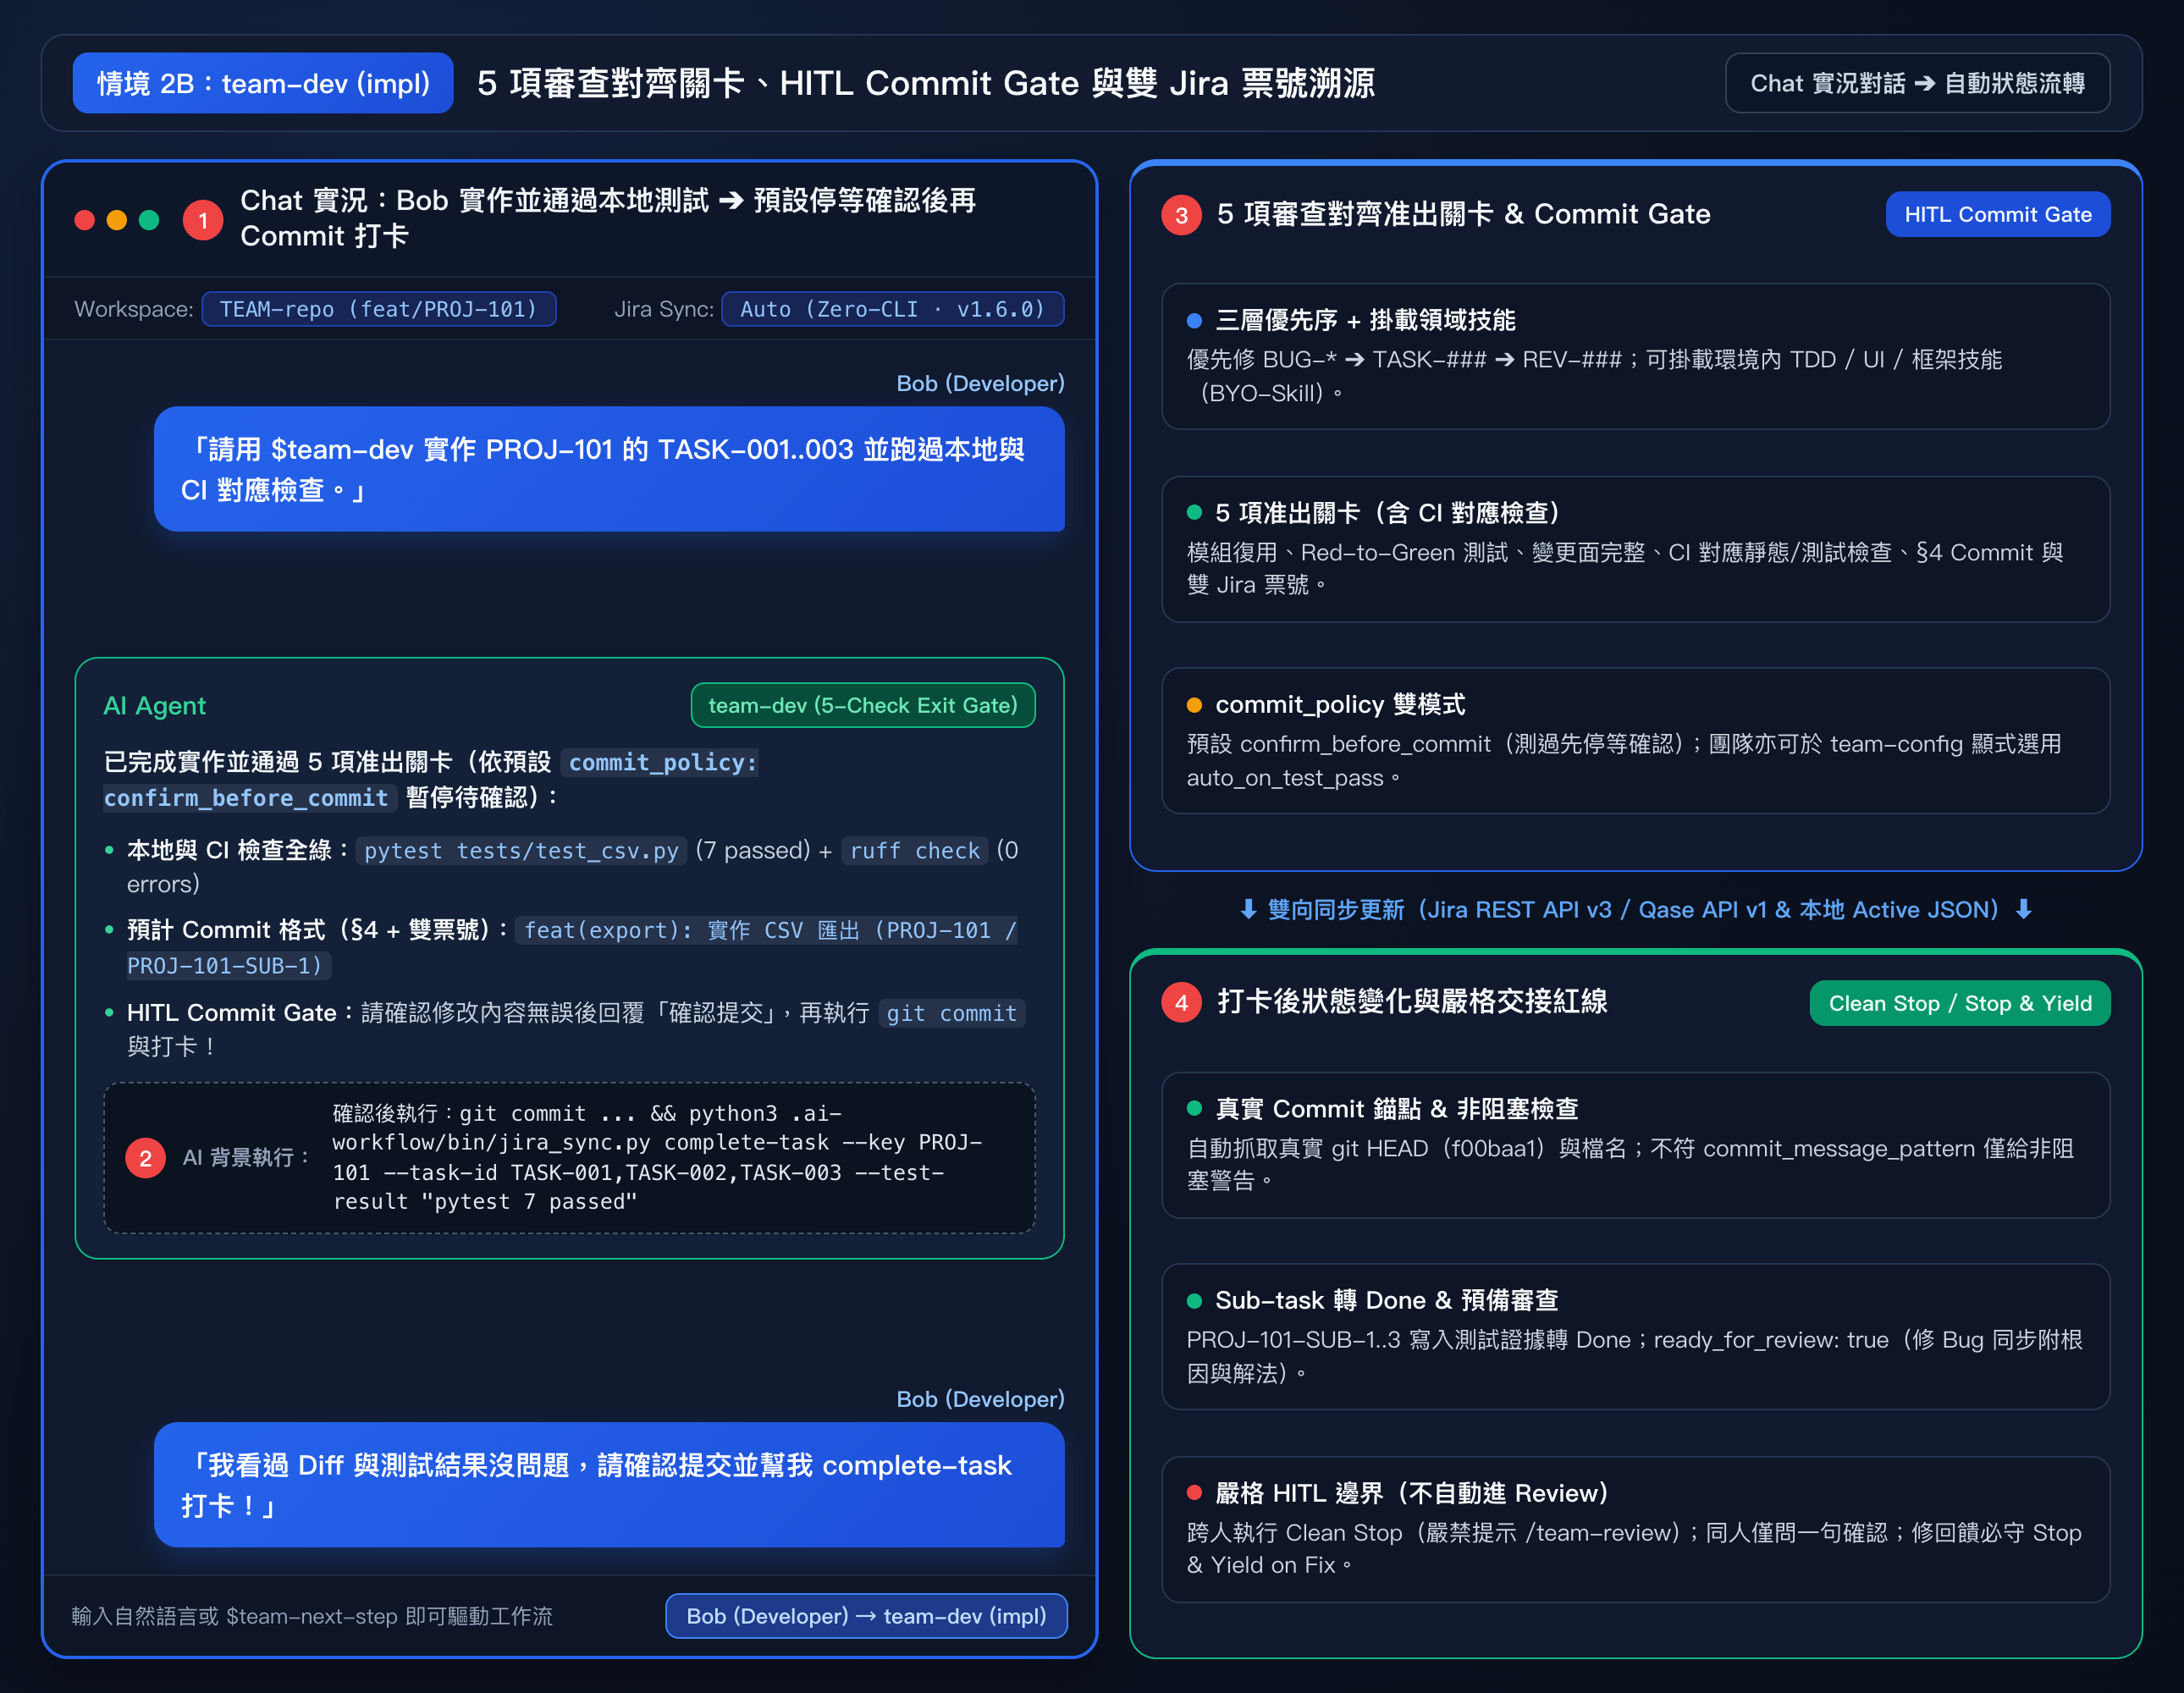 情境 2B：team-dev (impl)
5 項審查對齊關卡、HITL Commit Gate 與雙 Jira 票號溯源
Chat 實況對話 ➔ 自動狀態流轉
1
Chat 實況：Bob 實作並通過本地測試 ➔ 預設停等確認後再
Commit 打卡
Workspace: TEAM-repo (feat/PROJ-101)
Jira Sync: Auto (Zero-CLI · v1.6.0)
Bob (Developer)
「請用 $team-dev 實作 PROJ-101 的 TASK-001..003 並跑過本地與
CI 對應檢查。」
AI Agent
team-dev (5-Check Exit Gate)
已完成實作並通過 5 項准出關卡（依預設 commit_policy:
confirm_before_commit 暫停待確認）：
本地與 CI 檢查全綠：pytest tests/test_csv.py (7 passed) + ruff check (0
errors)
預計 Commit 格式（§4 + 雙票號）：feat(export): 實作 CSV 匯出 (PROJ-101 /
PROJ-101-SUB-1)
HITL Commit Gate：請確認修改內容無誤後回覆「確認提交」，再執行 git commit
與打卡！
2
AI 背景執行：
確認後執行：git commit ... && python3 .ai-
workflow/bin/jira_sync.py complete-task --key PROJ-
101 --task-id TASK-001,TASK-002,TASK-003 --test-
result "pytest 7 passed"
Bob (Developer)
「我看過 Diff 與測試結果沒問題，請確認提交並幫我 complete-task
打卡！」
輸入自然語言或 $team-next-step 即可驅動工作流
Bob (Developer) → team-dev (impl)
3
5 項審查對齊准出關卡 & Commit Gate
HITL Commit Gate
三層優先序 + 掛載領域技能
優先修 BUG-* ➔ TASK-### ➔ REV-###；可掛載環境內 TDD / UI / 框架技能
（BYO-Skill）。
5 項准出關卡（含 CI 對應檢查）
模組復用、Red-to-Green 測試、變更面完整、CI 對應靜態/測試檢查、§4 Commit 與
雙 Jira 票號。
commit_policy 雙模式
預設 confirm_before_commit（測過先停等確認）；團隊亦可於 team-config 顯式選用
auto_on_test_pass。
⬇ 雙向同步更新（Jira REST API v3 / Qase API v1 & 本地 Active JSON）⬇
4
打卡後狀態變化與嚴格交接紅線
Clean Stop / Stop & Yield
真實 Commit 錨點 & 非阻塞檢查
自動抓取真實 git HEAD（f00baa1）與檔名；不符 commit_message_pattern 僅給非阻
塞警告。
Sub-task 轉 Done & 預備審查
PROJ-101-SUB-1..3 寫入測試證據轉 Done；ready_for_review: true（修 Bug 同步附根
因與解法）。
嚴格 HITL 邊界（不自動進 Review）
跨人執行 Clean Stop（嚴禁提示 /team-review）；同人僅問一句確認；修回饋必守 Stop
& Yield on Fix。